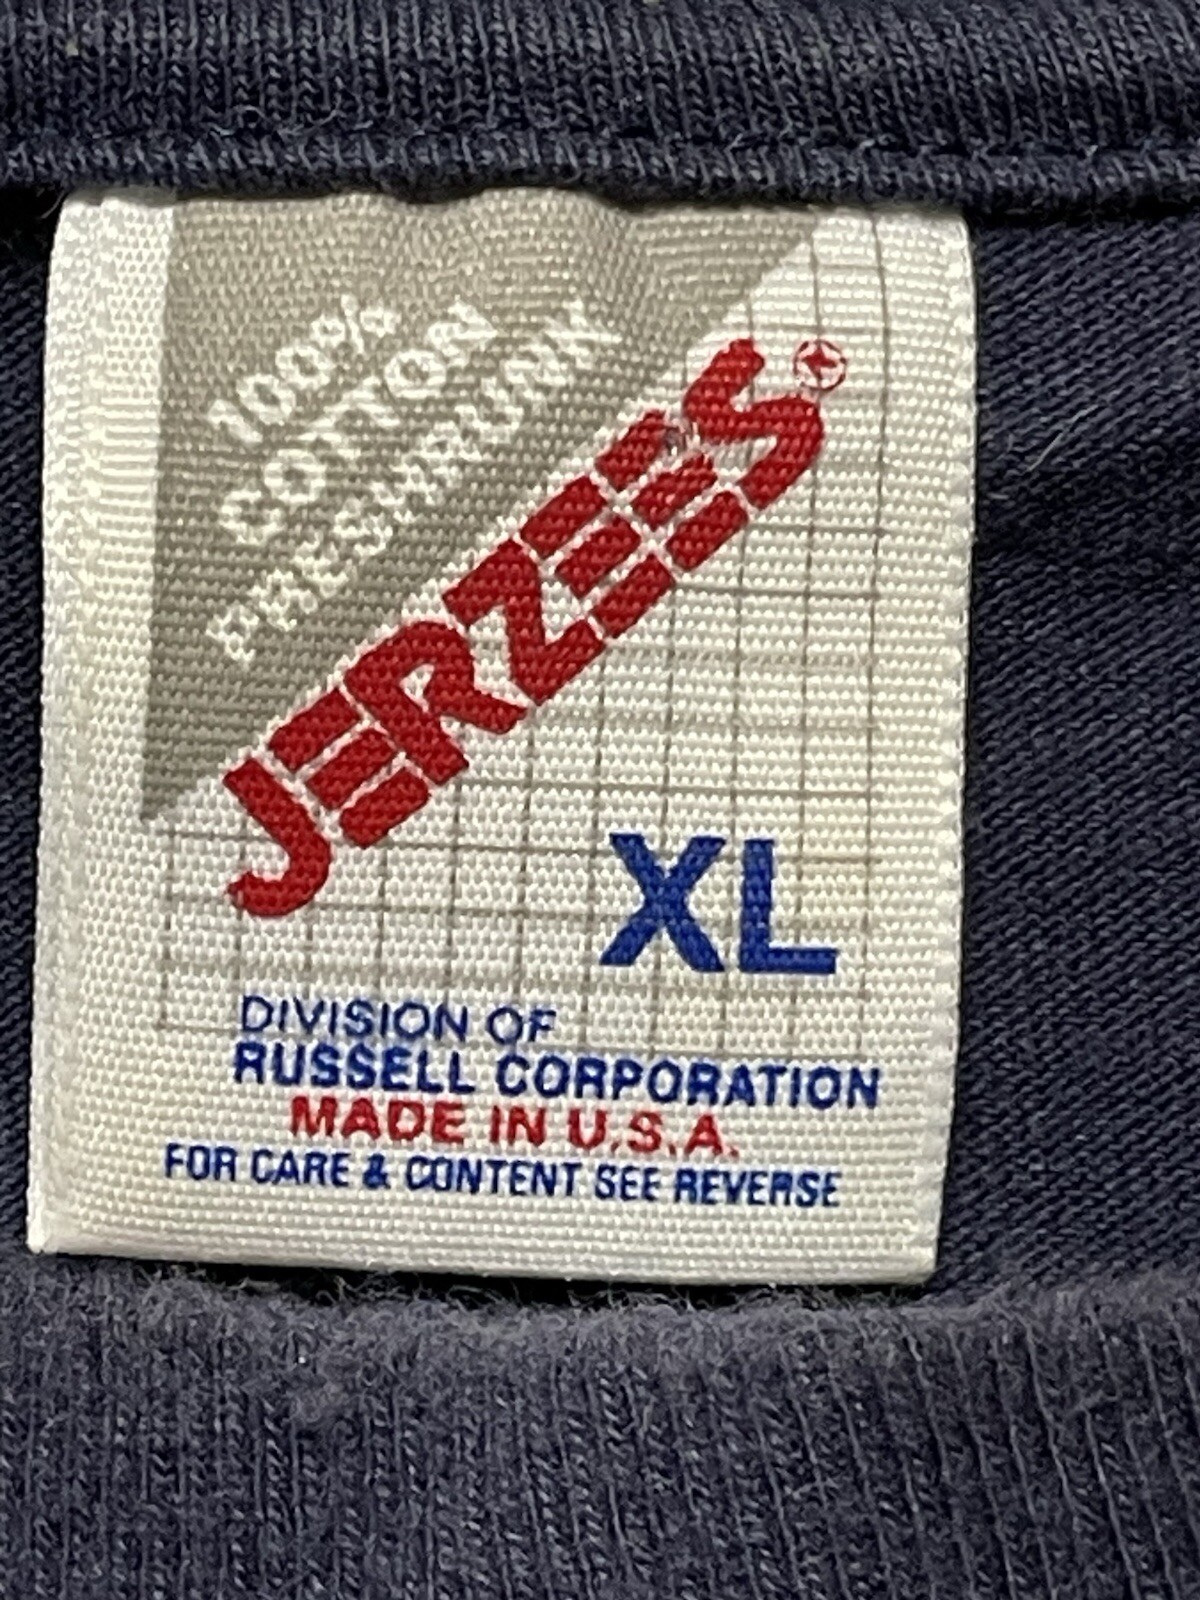 100%
COTTON
PRESHRUNK
JERZEES®
XL
DIVISION OF
RUSSELL CORPORATION
MADE IN U.S.A.
FOR CARE & CONTENT SEE REVERSE